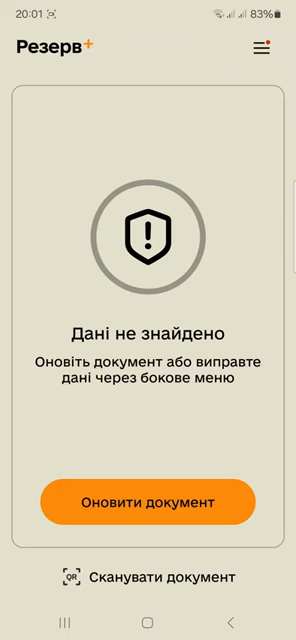 20:01 83%
Резерв+
Дані не знайдено
Оновіть документ або виправте
дані через бокове меню
Оновити документ
QR Сканувати документ